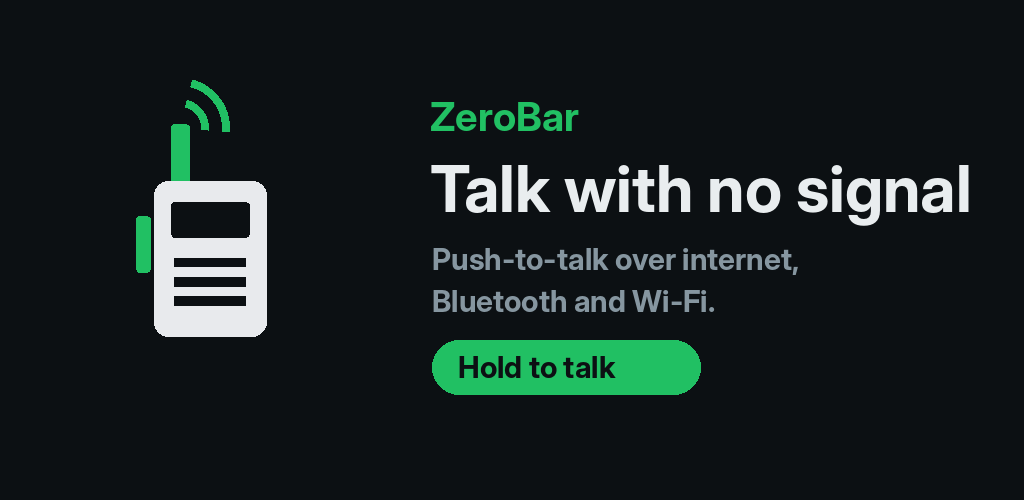 ZeroBar
Talk with no signal
Push-to-talk over internet,
Bluetooth and Wi-Fi.
Hold to talk